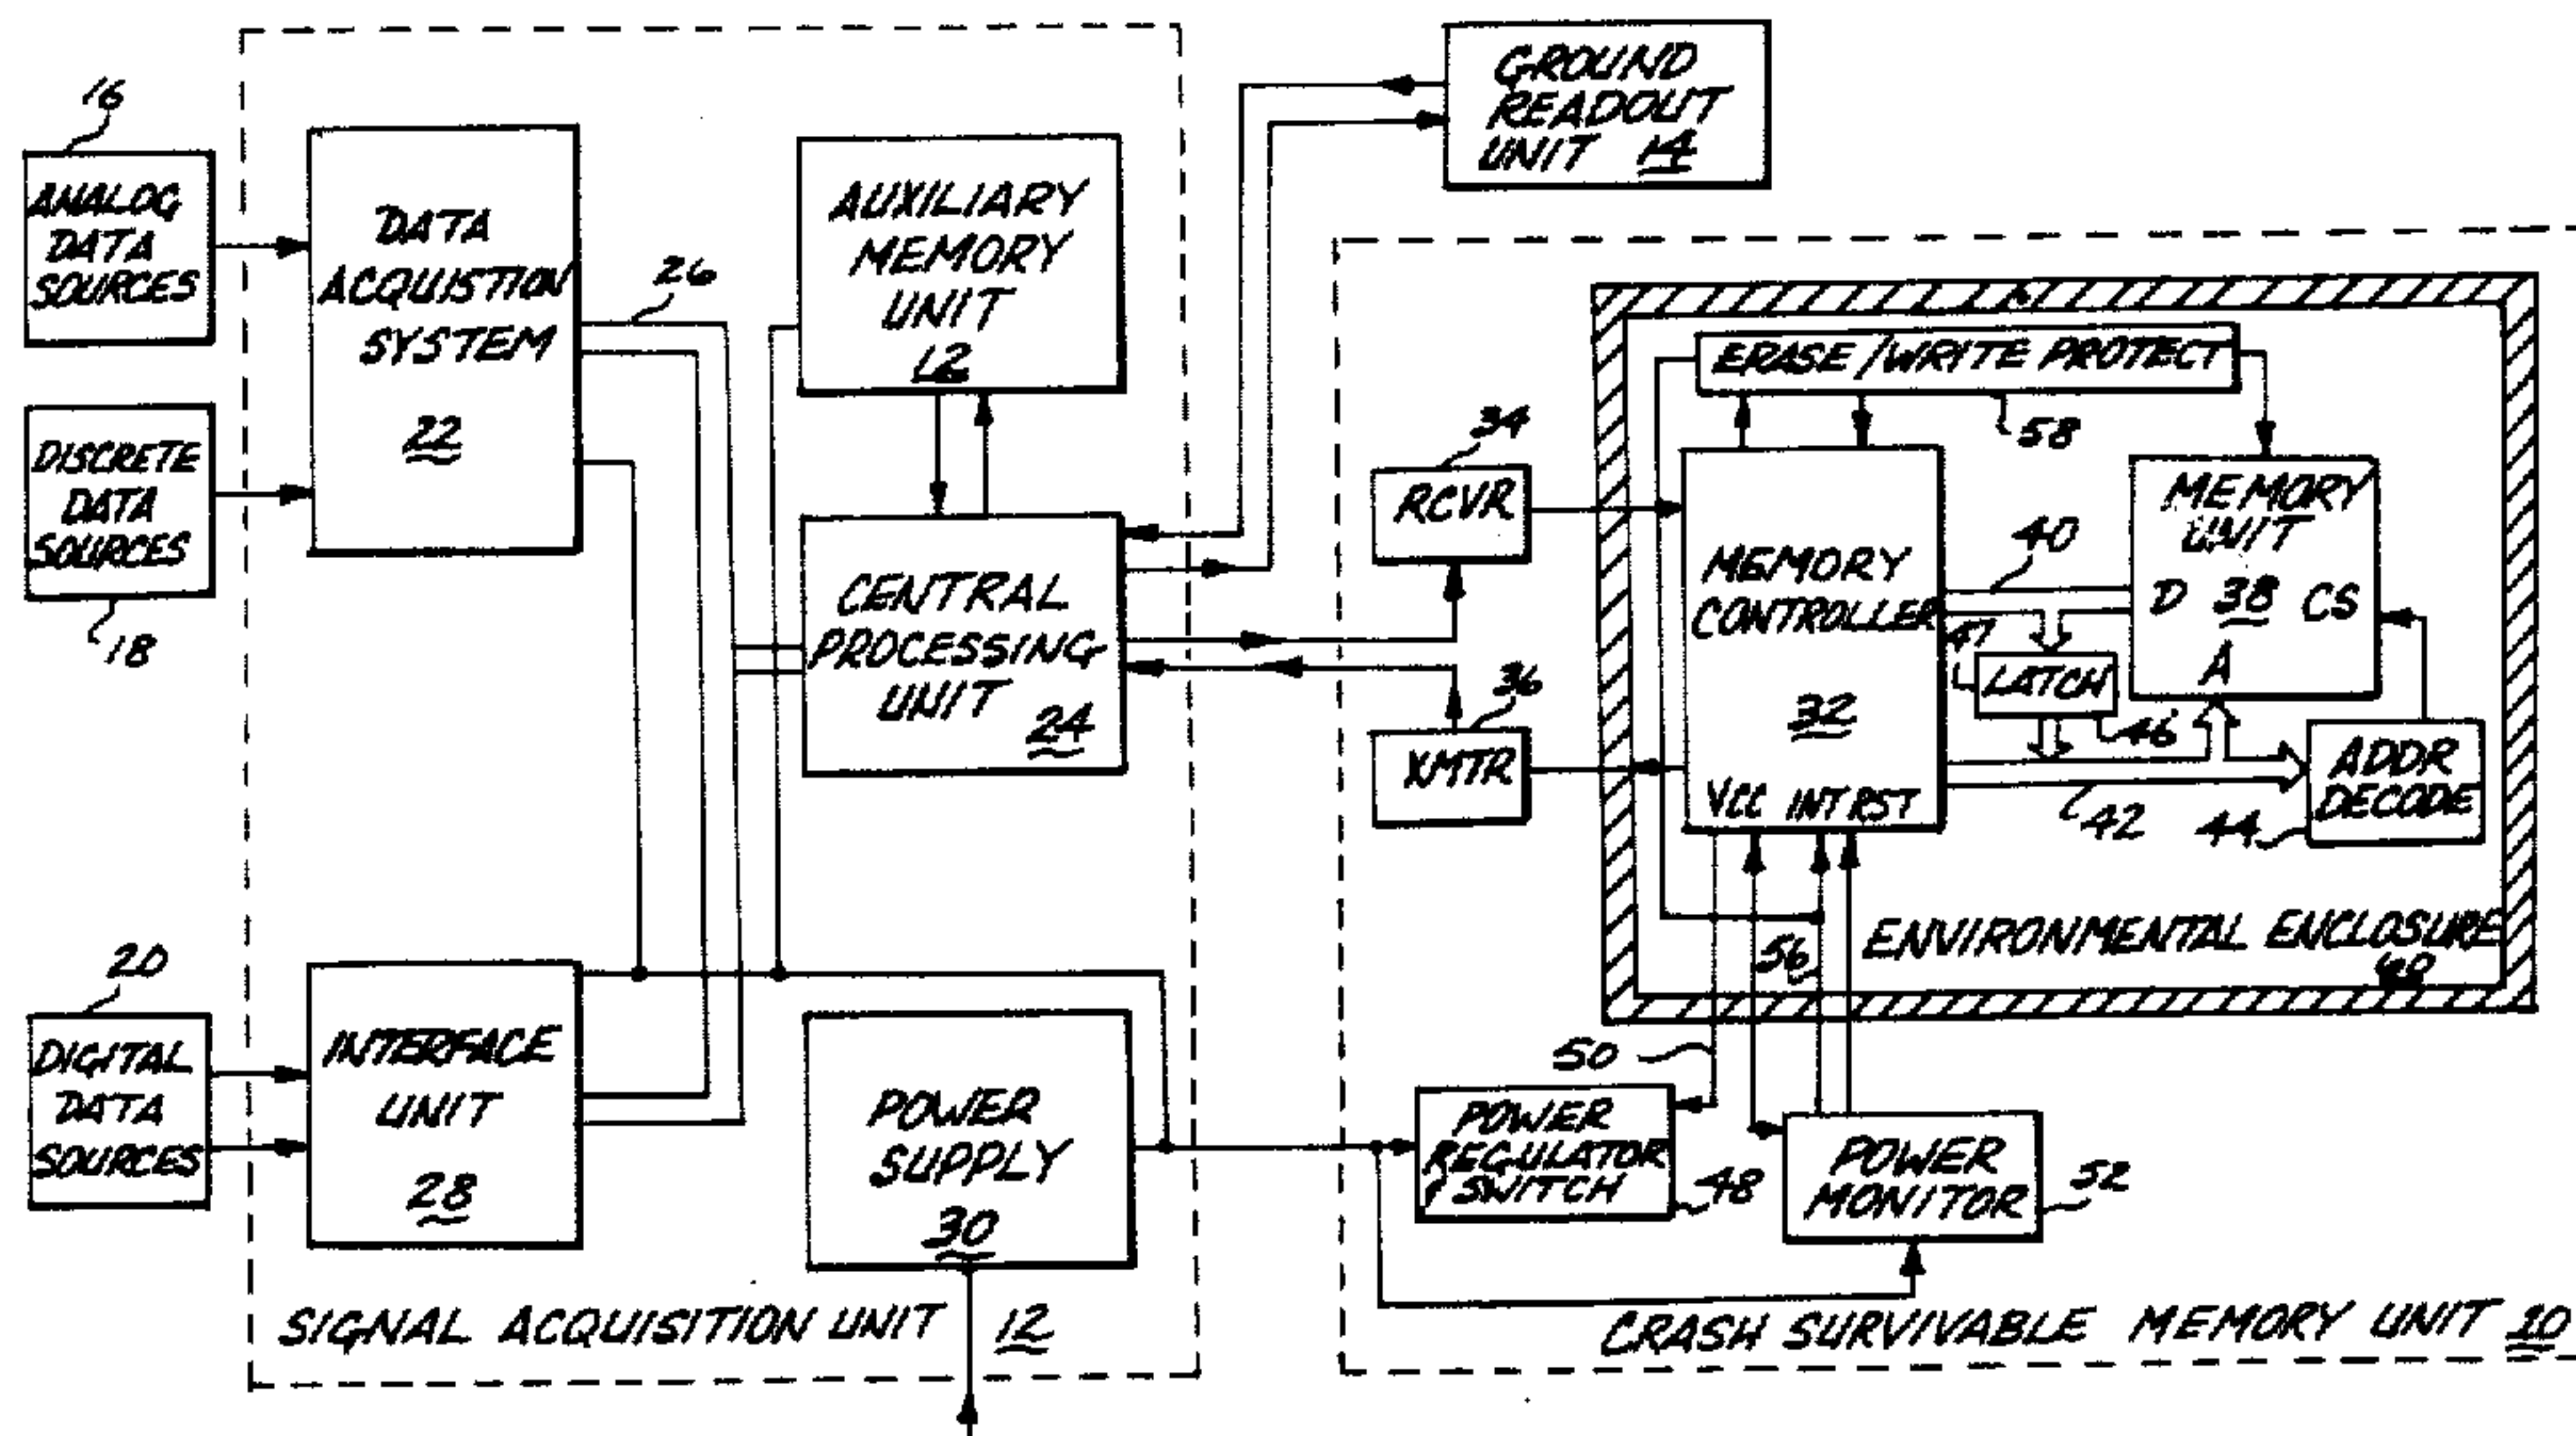 16
ANALOG
DATA
SOURCES
DISCRETE
DATA
SOURCES
18
20
DIGITAL
DATA
SOURCES
DATA
ACQUISTION
SYSTEM
22
26
AUXILIARY
MEMORY
UNIT
12
CENTRAL
PROCESSING
UNIT
24
INTERFACE
UNIT
28
POWER
SUPPLY
30
SIGNAL ACQUISITION UNIT 12
GROUND
READOUT
UNIT 14
34
RCVR
36
XMTR
ERASE/WRITE PROTECT
58
MEMORY
CONTROLLER
32
VCC INT RST
40
MEMORY
UNIT
D 38 CS
A
47
LATCH
46
42
ADDR
DECODE
44
56
ENVIRONMENTAL ENCLOSURE
50
POWER
REGULATOR
/ SWITCH
48
POWER
MONITOR
52
CRASH SURVIVABLE MEMORY UNIT 10